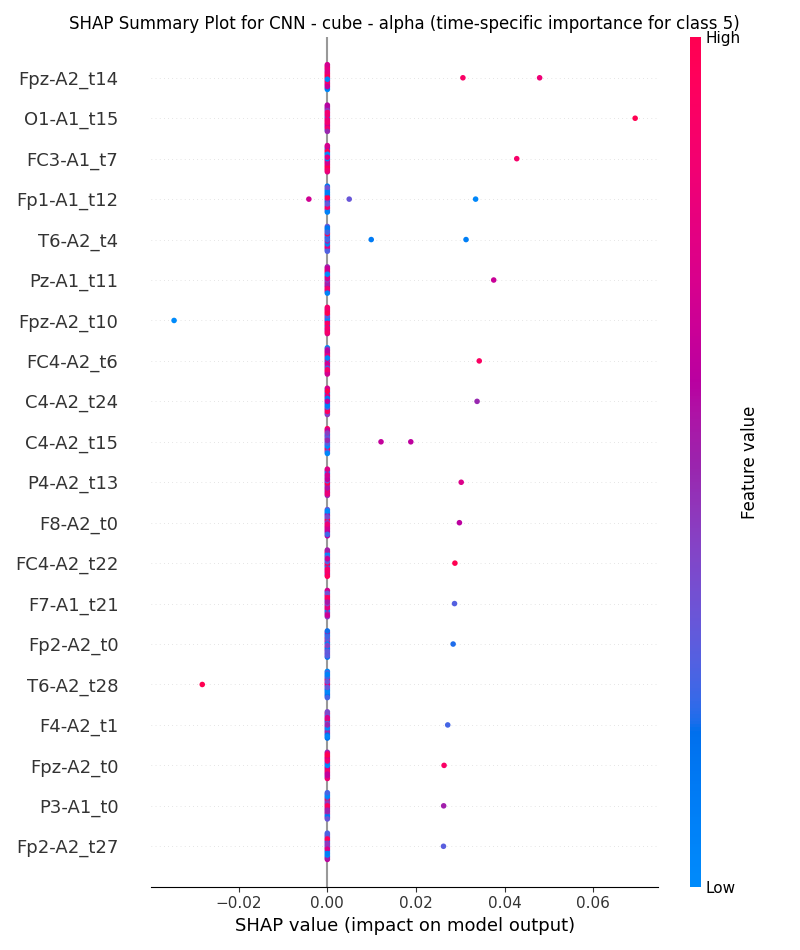 SHAP Summary Plot for CNN - cube - alpha (time-specific importance for class 5)
High
Fpz-A2_t14
O1-A1_t15
FC3-A1_t7
Fp1-A1_t12
T6-A2_t4
Pz-A1_t11
Fpz-A2_t10
FC4-A2_t6
C4-A2_t24
C4-A2_t15
P4-A2_t13
F8-A2_t0
FC4-A2_t22
F7-A1_t21
Fp2-A2_t0
T6-A2_t28
F4-A2_t1
Fpz-A2_t0
P3-A1_t0
Fp2-A2_t27
Feature value
Low
−0.02 0.00 0.02 0.04 0.06
SHAP value (impact on model output)